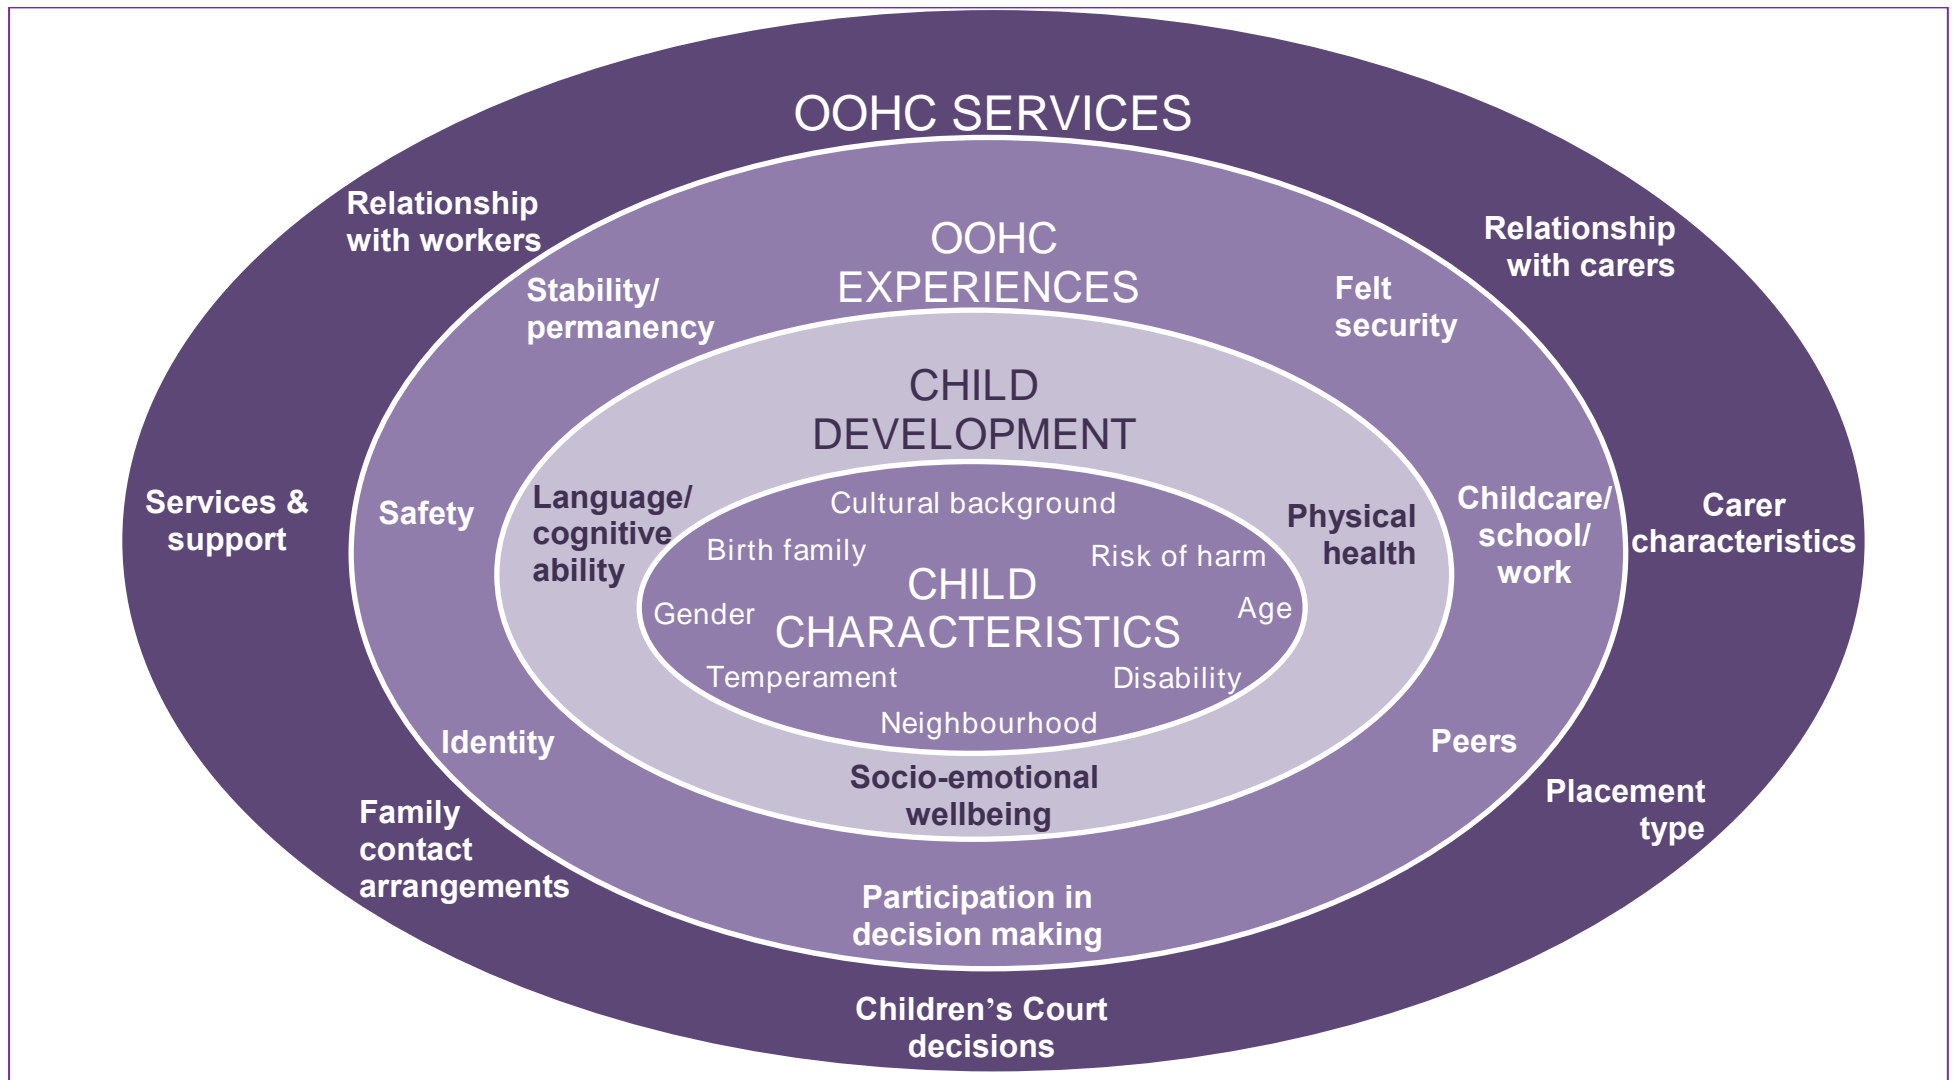 OOHC SERVICES
Relationship
with workers
Relationship
with carers
Services &
support
Carer
characteristics
Family
contact
arrangements
Placement
type
Children’s Court
decisions
OOHC
EXPERIENCES
Stability/
permanency
Felt
security
Safety
Childcare/
school/
work
Identity
Peers
Participation in
decision making
CHILD
DEVELOPMENT
Language/
cognitive
ability
Physical
health
Socio-emotional
wellbeing
Cultural background
Birth family
Risk of harm
CHILD
CHARACTERISTICS
Gender
Age
Temperament
Disability
Neighbourhood